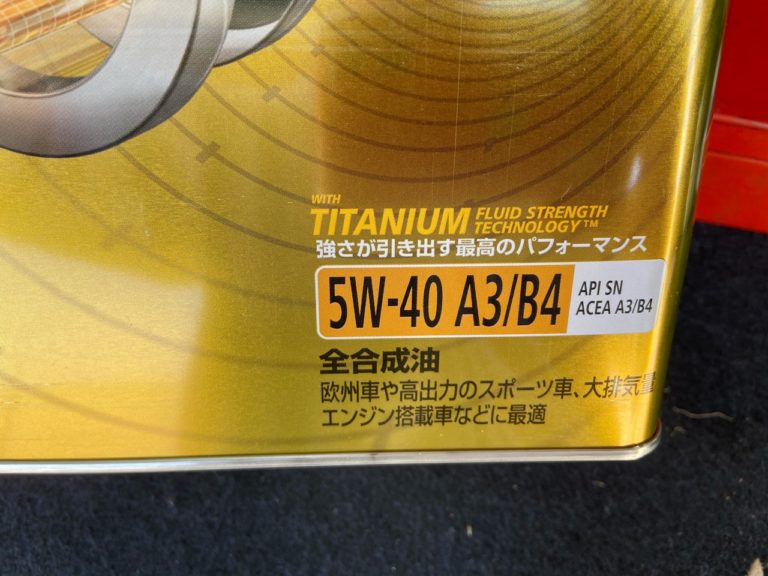 WITH
TITANIUM FLUID STRENGTH TECHNOLOGY™
強さが引き出す最高のパフォーマンス
5W-40 A3/B4 API SN ACEA A3/B4
全合成油
欧州車や高出力のスポーツ車、大排気量
エンジン搭載車などに最適